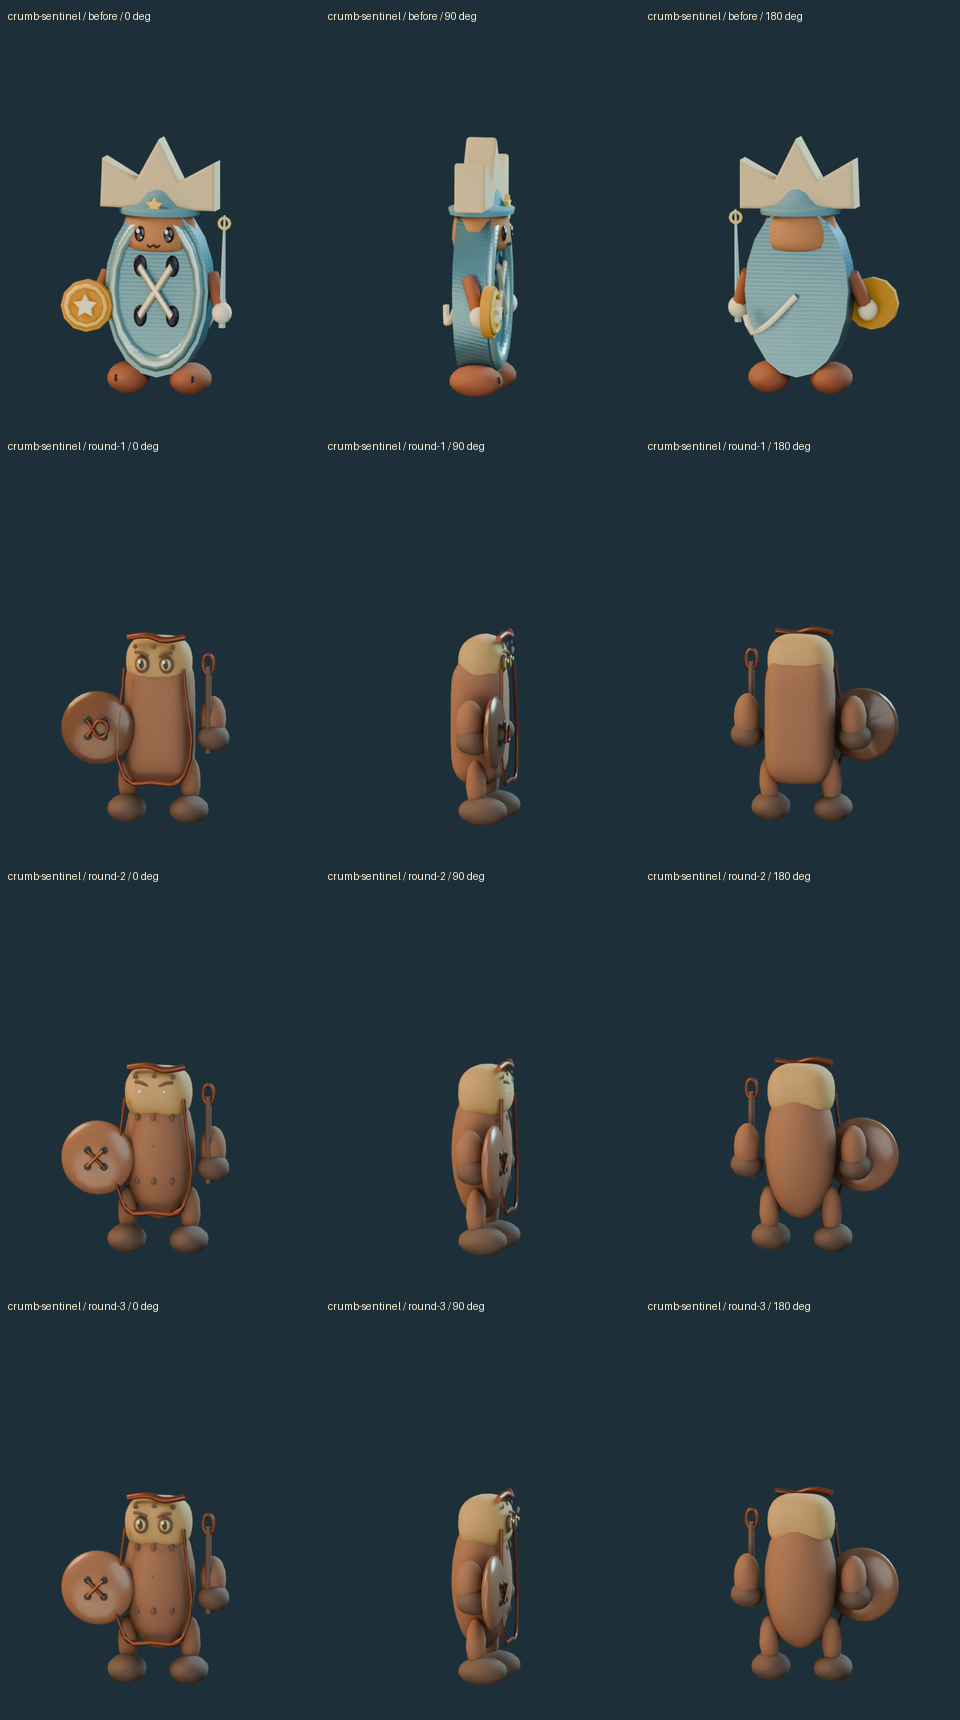 crumb-sentinel / before / 0 deg
crumb-sentinel / before / 90 deg
crumb-sentinel / before / 180 deg
crumb-sentinel / round-1 / 0 deg
crumb-sentinel / round-1 / 90 deg
crumb-sentinel / round-1 / 180 deg
crumb-sentinel / round-2 / 0 deg
crumb-sentinel / round-2 / 90 deg
crumb-sentinel / round-2 / 180 deg
crumb-sentinel / round-3 / 0 deg
crumb-sentinel / round-3 / 90 deg
crumb-sentinel / round-3 / 180 deg